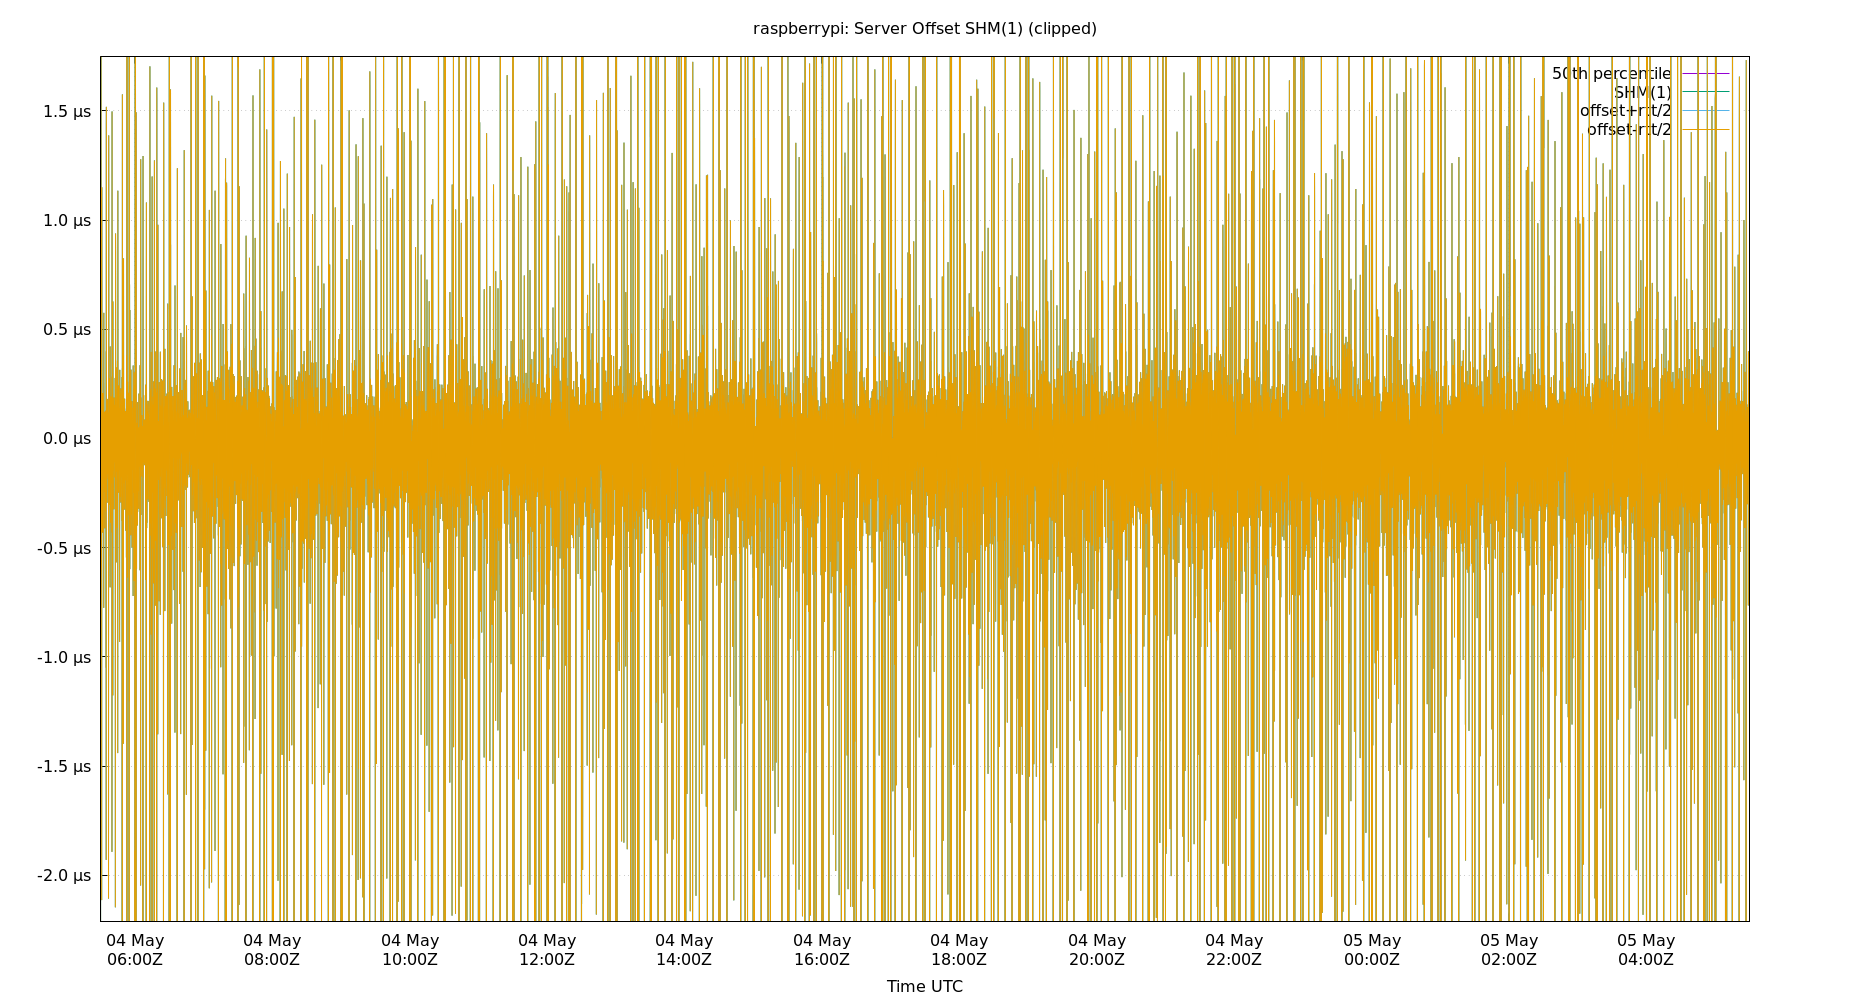 raspberrypi: Server Offset SHM(1) (clipped)
50th percentile
SHM(1)
offset+rtt/2
offset-rtt/2
1.5 µs
1.0 µs
0.5 µs
0.0 µs
-0.5 µs
-1.0 µs
-1.5 µs
-2.0 µs
04 May 04 May 04 May 04 May 04 May 04 May 04 May 04 May 04 May 05 May 05 May 05 May
06:00Z 08:00Z 10:00Z 12:00Z 14:00Z 16:00Z 18:00Z 20:00Z 22:00Z 00:00Z 02:00Z 04:00Z
Time UTC